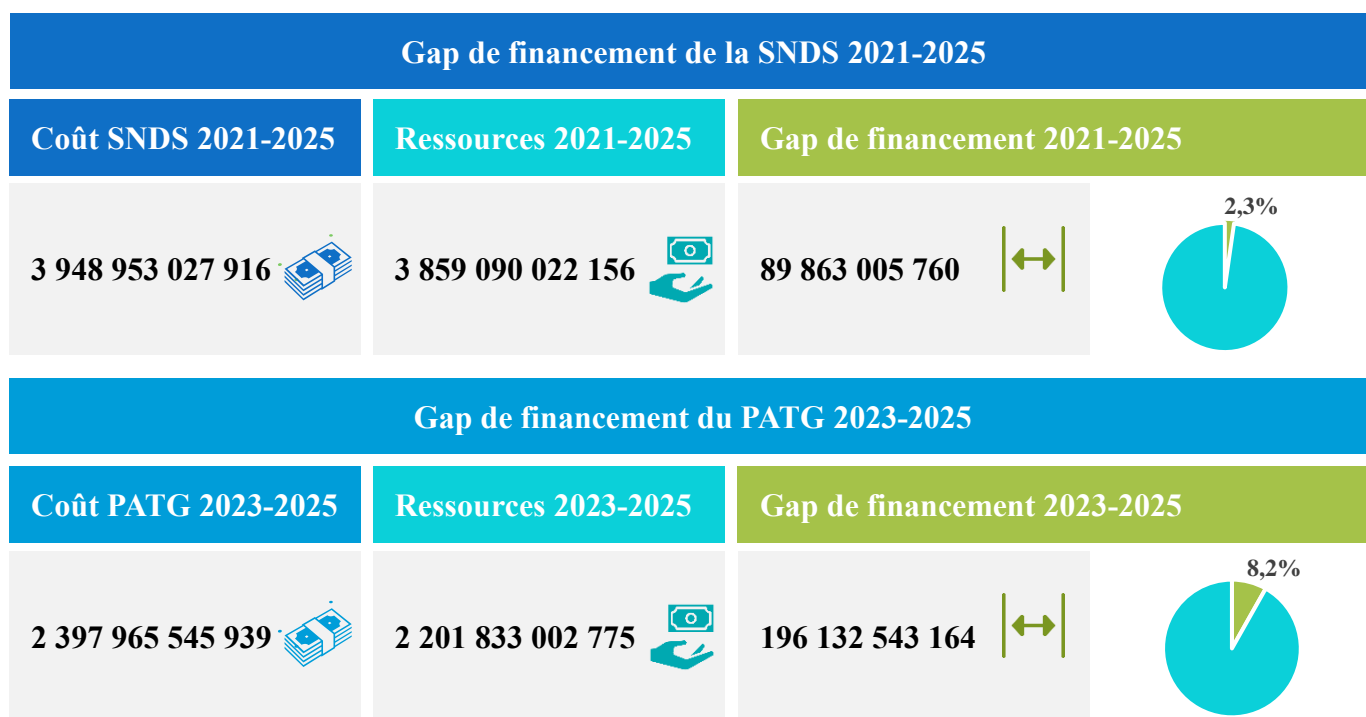 Gap de financement de la SNDS 2021-2025
Coût SNDS 2021-2025
Ressources 2021-2025
Gap de financement 2021-2025
3 948 953 027 916
3 859 090 022 156
89 863 005 760
2,3%
Gap de financement du PATG 2023-2025
Coût PATG 2023-2025
Ressources 2023-2025
Gap de financement 2023-2025
2 397 965 545 939
2 201 833 002 775
196 132 543 164
8,2%